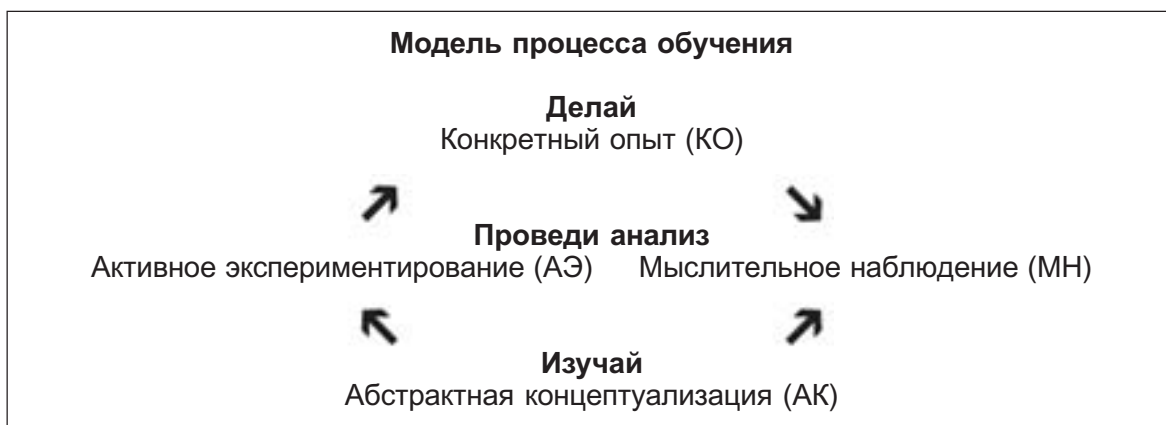 Модель процесса обучения
Делай
Конкретный опыт (КО)
Проведи анализ
Активное экспериментирование (АЭ) Мыслительное наблюдение (МН)
Изучай
Абстрактная концептуализация (АК)